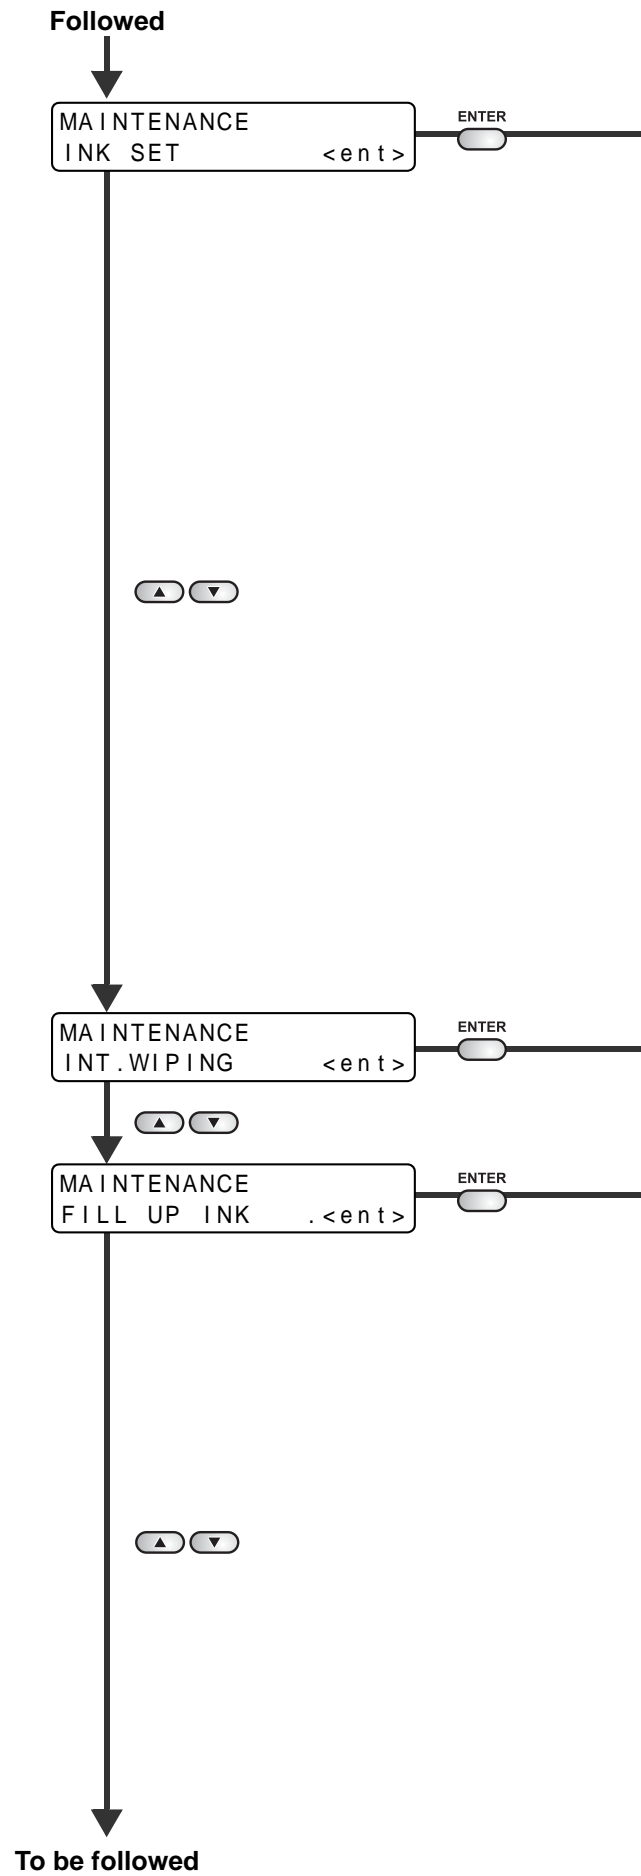 Followed
MAINTENANCE
ENTER
INK SET <ent>
MAINTENANCE
ENTER
INT.WIPING <ent>
MAINTENANCE
ENTER
FILL UP INK .<ent>
To be followed